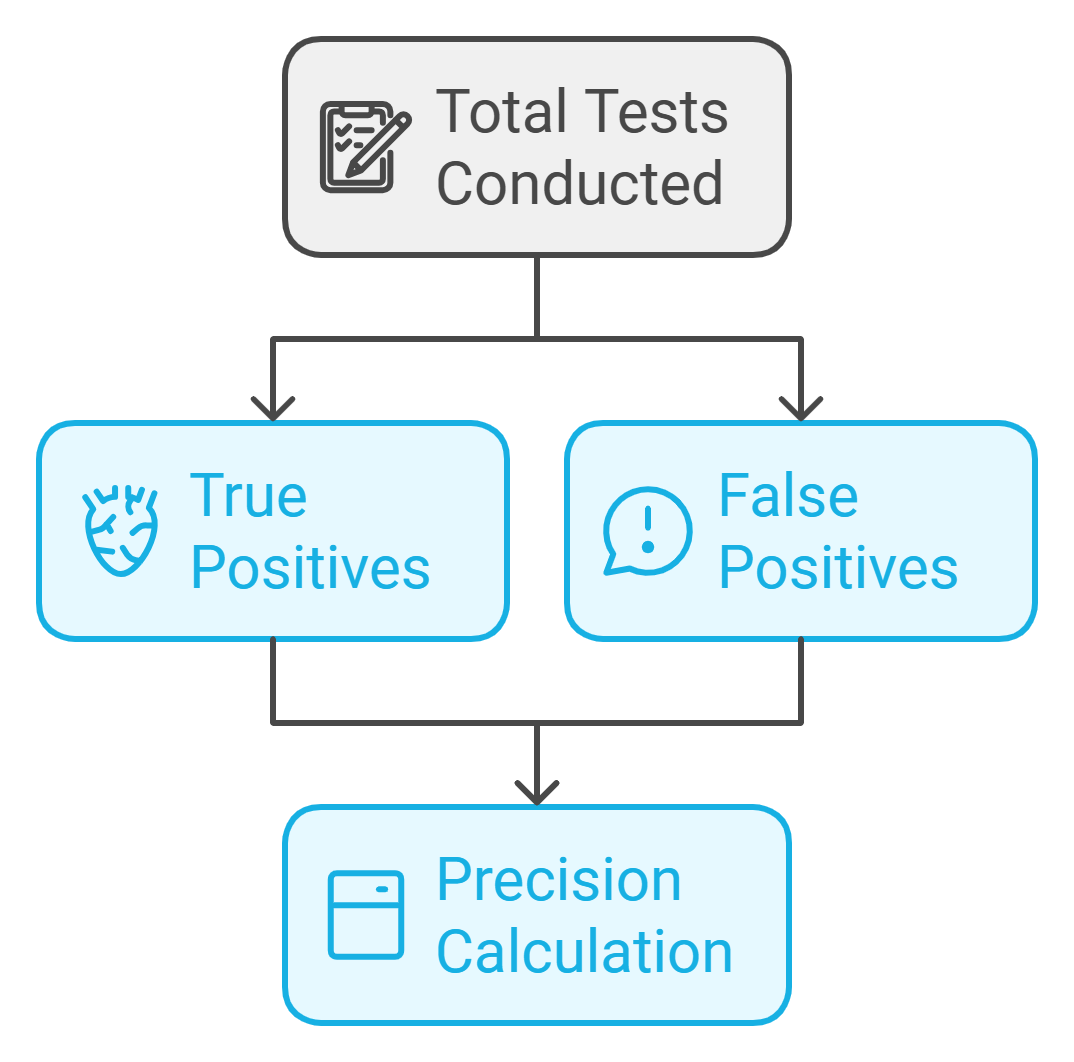 Total Tests
Conducted
True
Positives
False
Positives
Precision
Calculation